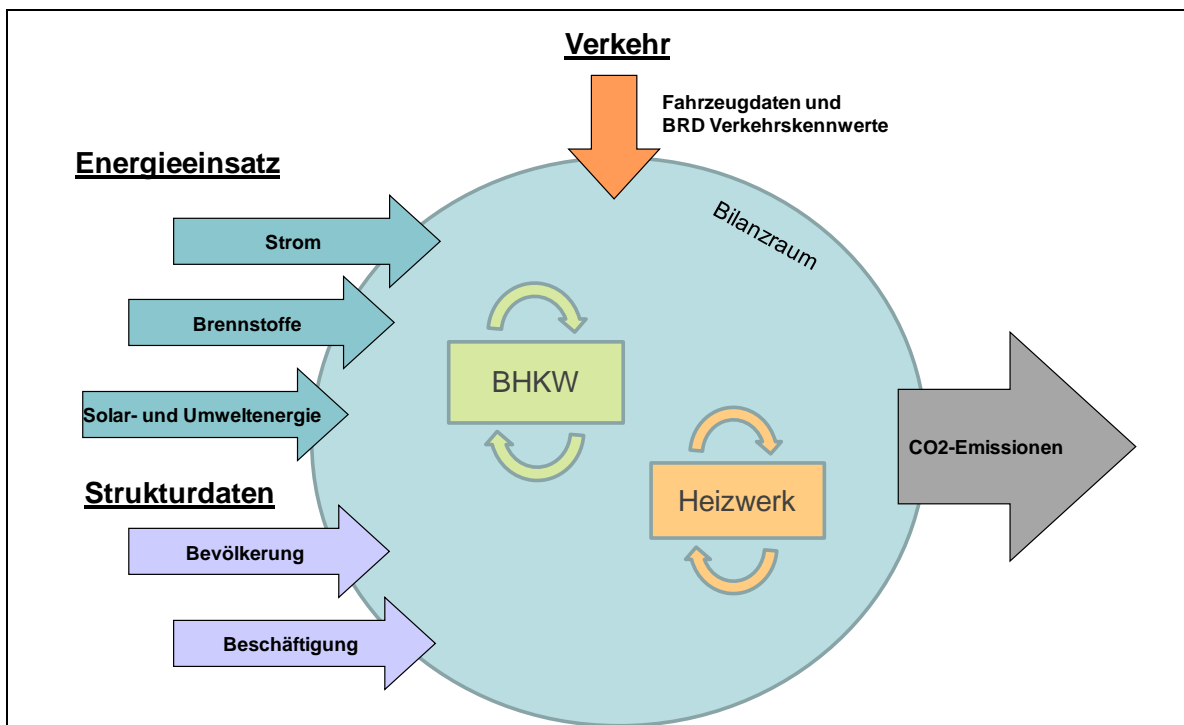 Verkehr
Fahrzeugdaten und
BRD Verkehrskennwerte
Energieeinsatz
Strom
Brennstoffe
Solar- und Umweltenergie
Strukturdaten
Bevölkerung
Beschäftigung
Bilanzraum
BHKW
Heizwerk
CO2-Emissionen